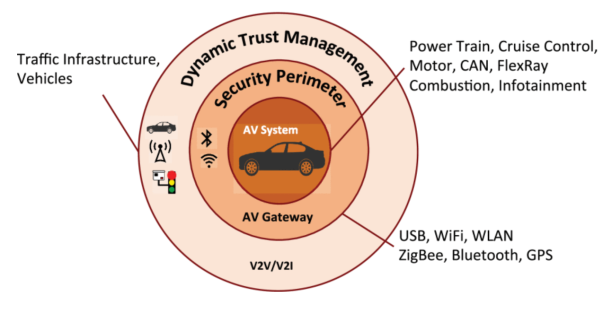 Dynamic Trust Management
Security Perimeter
AV System
AV Gateway
V2V/V2I
Traffic Infrastructure,
Vehicles
Power Train, Cruise Control,
Motor, CAN, FlexRay
Combustion, Infotainment
USB, WiFi, WLAN
ZigBee, Bluetooth, GPS